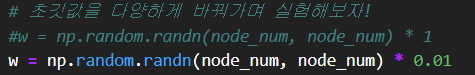 # 초깃값을 다양하게 바꿔가며 실험해보자!
#w = np.random.randn(node_num, node_num) * 1
w = np.random.randn(node_num, node_num) * 0.01